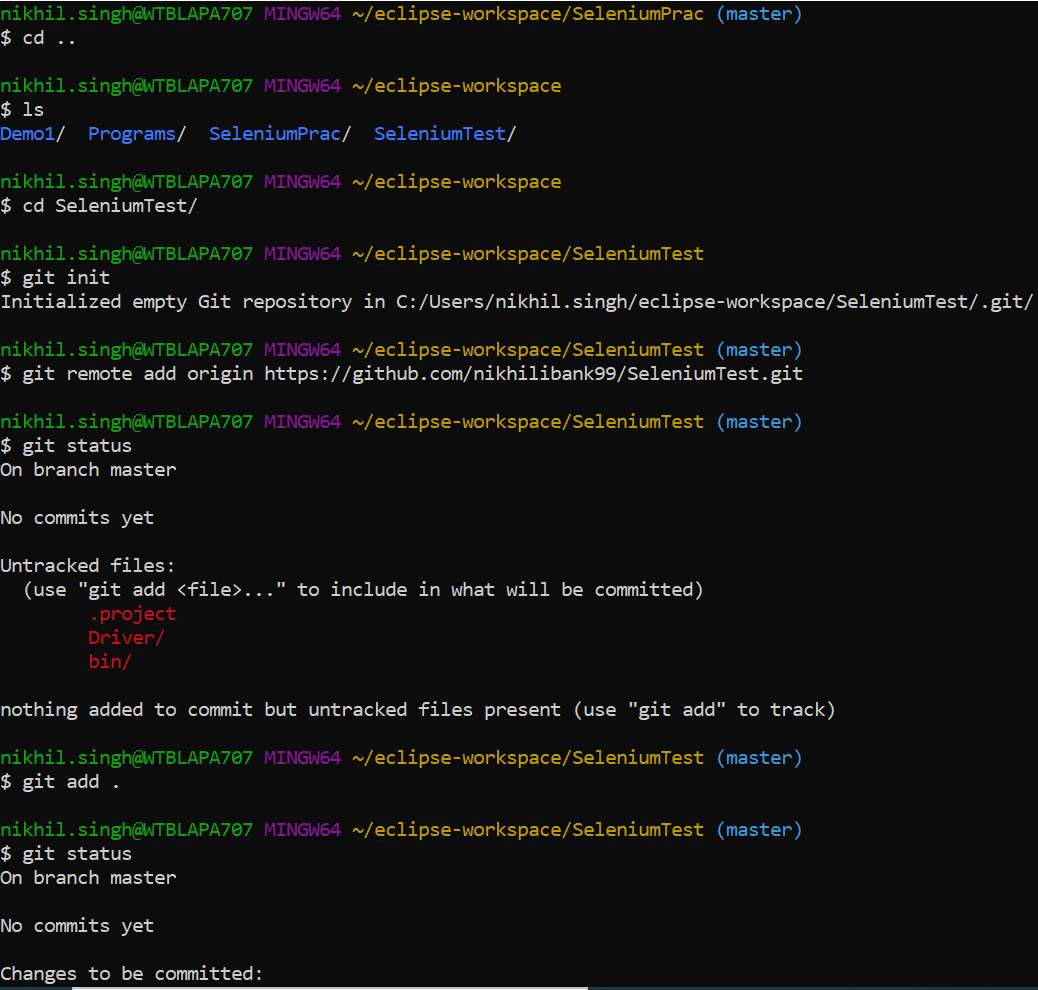 nikhil.singh@WTBLAPA707 MINGW64 ~/eclipse-workspace/SeleniumPrac (master)
$ cd ..
nikhil.singh@WTBLAPA707 MINGW64 ~/eclipse-workspace
$ ls
Demo1/  Programs/  SeleniumPrac/  SeleniumTest/
nikhil.singh@WTBLAPA707 MINGW64 ~/eclipse-workspace
$ cd SeleniumTest/
nikhil.singh@WTBLAPA707 MINGW64 ~/eclipse-workspace/SeleniumTest
$ git init
Initialized empty Git repository in C:/Users/nikhil.singh/eclipse-workspace/SeleniumTest/.git/
nikhil.singh@WTBLAPA707 MINGW64 ~/eclipse-workspace/SeleniumTest (master)
$ git remote add origin https://github.com/nikhilibank99/SeleniumTest.git
nikhil.singh@WTBLAPA707 MINGW64 ~/eclipse-workspace/SeleniumTest (master)
$ git status
On branch master
No commits yet
Untracked files:
  (use "git add <file>..." to include in what will be committed)
        .project
        Driver/
        bin/
nothing added to commit but untracked files present (use "git add" to track)
nikhil.singh@WTBLAPA707 MINGW64 ~/eclipse-workspace/SeleniumTest (master)
$ git add .
nikhil.singh@WTBLAPA707 MINGW64 ~/eclipse-workspace/SeleniumTest (master)
$ git status
On branch master
No commits yet
Changes to be committed: